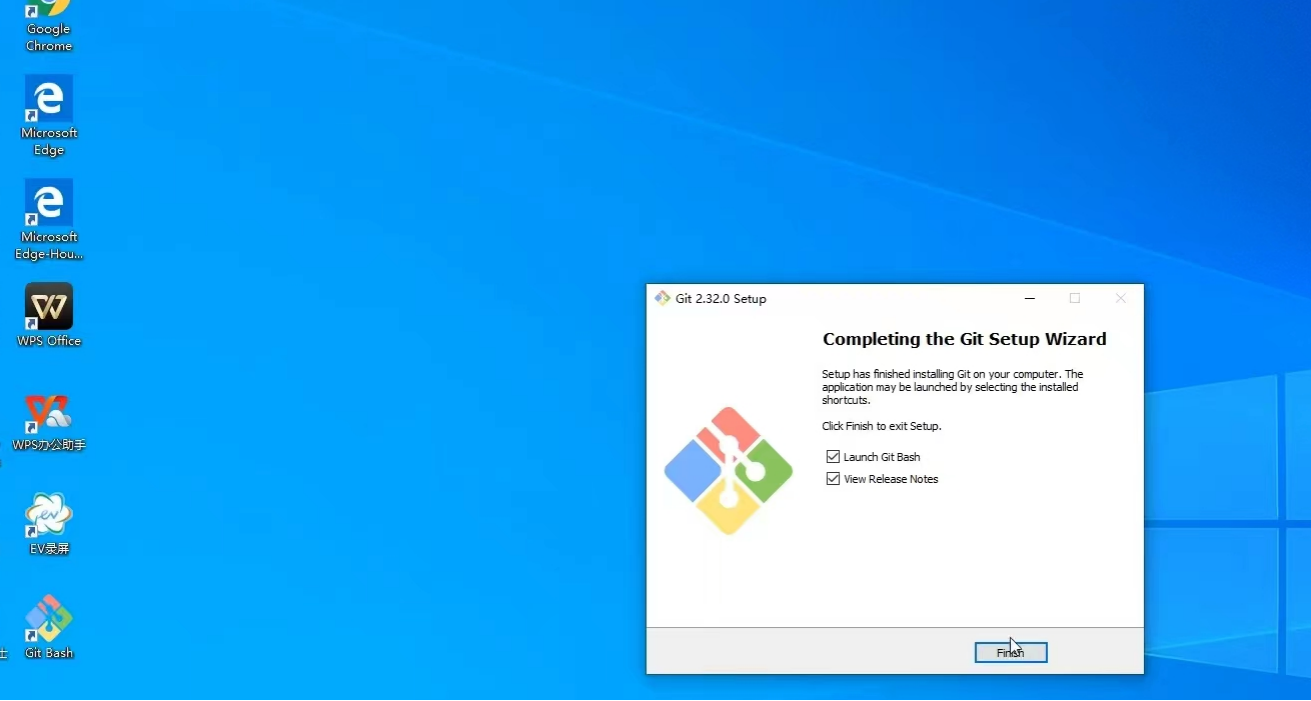 Google
Chrome
Microsoft
Edge
Microsoft
Edge-Hou...
WPS Office
WPS办公助手
EV录屏
Git Bash
Git 2.32.0 Setup
Completing the Git Setup Wizard
Setup has finished installing Git on your computer. The
application may be launched by selecting the installed
shortcuts.
Click Finish to exit Setup.
Launch Git Bash
View Release Notes
Finish